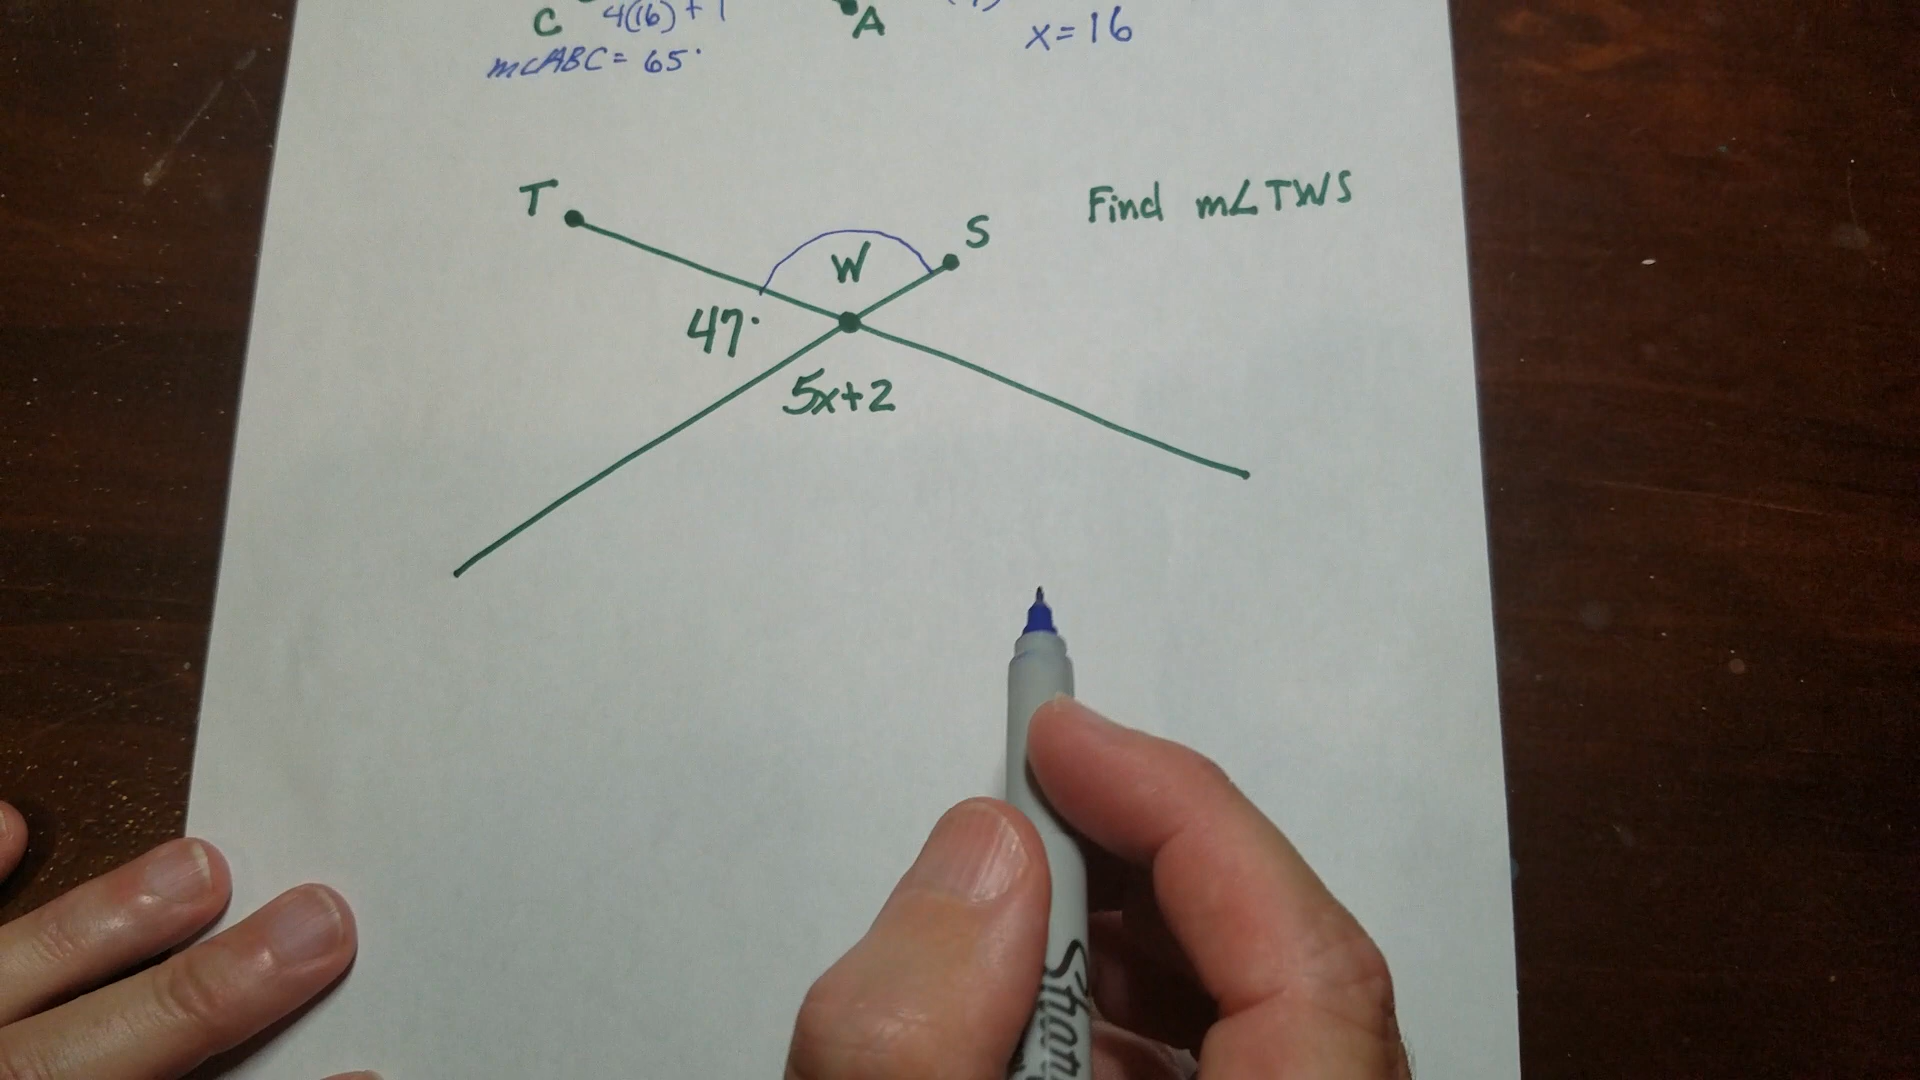 C 4(16) + 1 A
x = 16
m∠ABC = 65°
T
S
Find m∠TWS
W
47°
5x+2